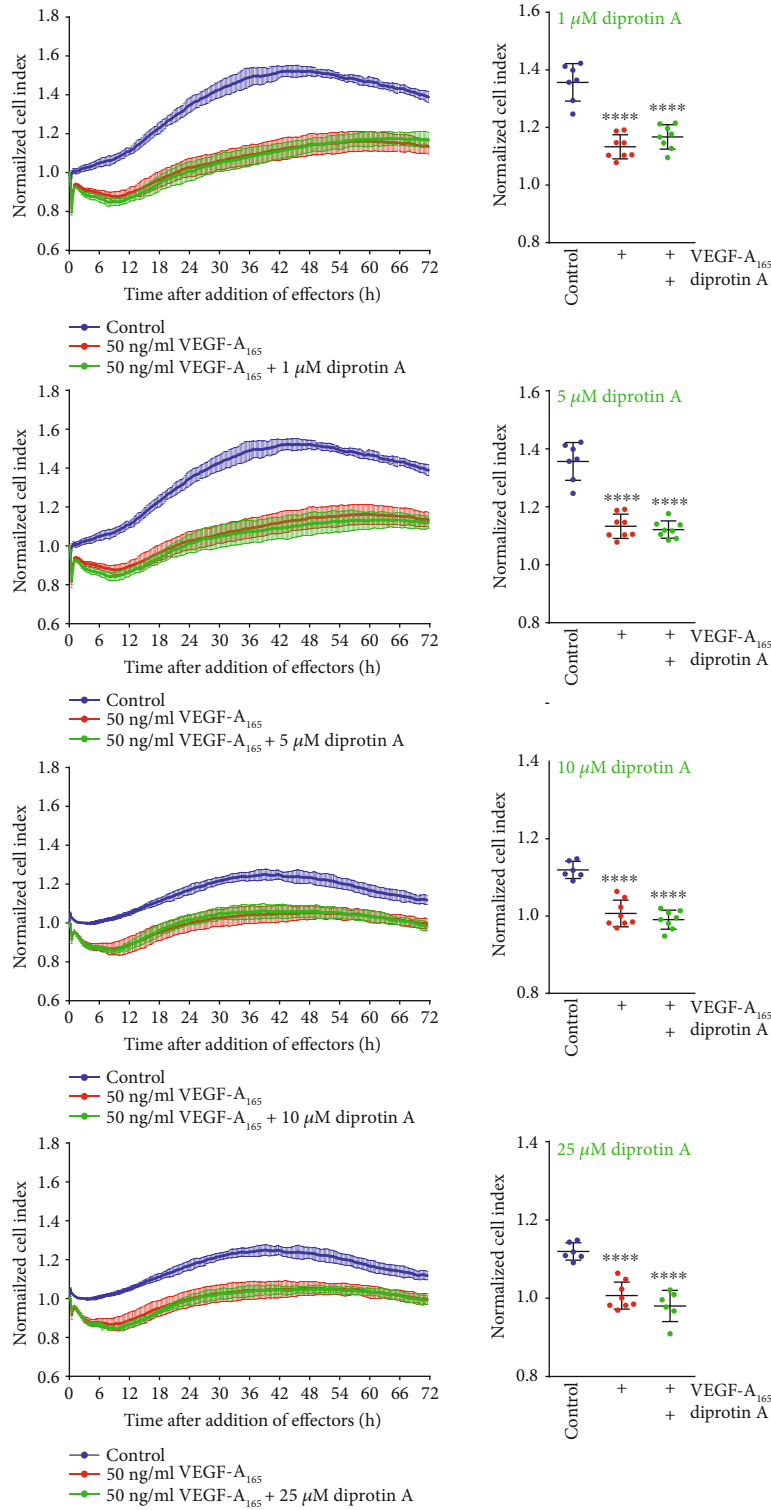 Normailzed cell index
1.8
1.6
1.4
1.2
1.0
0.8
0.6
0 6 12 18 24 30 36 42 48 54 60 66 72
Time after addition of effectors (h)
Control
50 ng/ml VEGF-A165
50 ng/ml VEGF-A165 + 1 μM diprotin A
1 μM diprotin A
Normalized cell index
1.6
1.4
1.2
1.0
0.8
****
****
Control
+ + VEGF-A165
+ diprotin A
Normailzed cell index
1.8
1.6
1.4
1.2
1.0
0.8
0.6
0 6 12 18 24 30 36 42 48 54 60 66 72
Time after addition of effectors (h)
Control
50 ng/ml VEGF-A165
50 ng/ml VEGF-A165 + 5 μM diprotin A
5 μM diprotin A
Normalized cell index
1.6
1.4
1.2
1.0
0.8
****
****
Control
+ + VEGF-A165
+ diprotin A
-
Normailzed cell index
1.8
1.6
1.4
1.2
1.0
0.8
0.6
0 6 12 18 24 30 36 42 48 54 60 66 72
Time after addition of effectors (h)
Control
50 ng/ml VEGF-A165
50 ng/ml VEGF-A165 + 10 μM diprotin A
10 μM diprotin A
Normalized cell index
1.4
1.2
1.0
0.8
****
****
Control
+ + VEGF-A165
+ diprotin A
Normailzed cell index
1.8
1.6
1.4
1.2
1.0
0.8
0.6
0 6 12 18 24 30 36 42 48 54 60 66 72
Time after addition of effectors (h)
Control
50 ng/ml VEGF-A165
50 ng/ml VEGF-A165 + 25 μM diprotin A
25 μM diprotin A
Normalized cell index
1.4
1.2
1.0
0.8
****
****
Control
+ + VEGF-A165
+ diprotin A